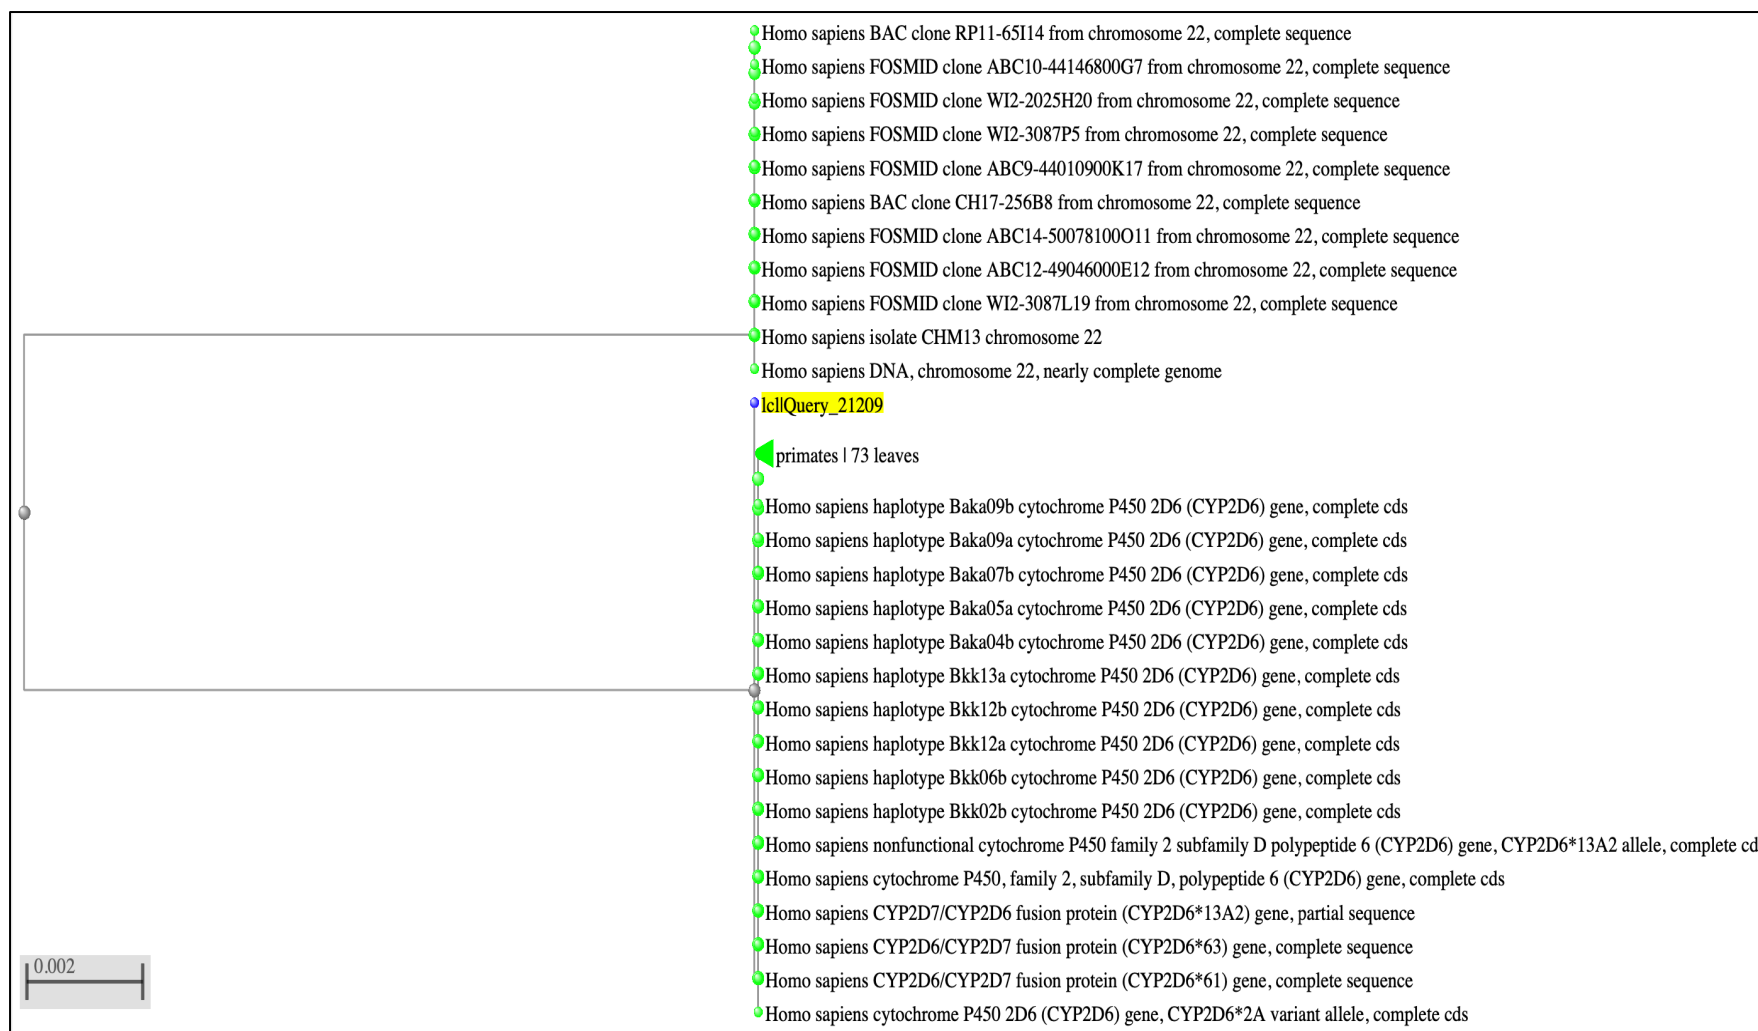 Homo sapiens BAC clone RP11-65I14 from chromosome 22, complete sequence
Homo sapiens FOSMID clone ABC10-44146800G7 from chromosome 22, complete sequence
Homo sapiens FOSMID clone WI2-2025H20 from chromosome 22, complete sequence
Homo sapiens FOSMID clone WI2-3087P5 from chromosome 22, complete sequence
Homo sapiens FOSMID clone ABC9-44010900K17 from chromosome 22, complete sequence
Homo sapiens BAC clone CH17-256B8 from chromosome 22, complete sequence
Homo sapiens FOSMID clone ABC14-50078100O11 from chromosome 22, complete sequence
Homo sapiens FOSMID clone ABC12-49046000E12 from chromosome 22, complete sequence
Homo sapiens FOSMID clone WI2-3087L19 from chromosome 22, complete sequence
Homo sapiens isolate CHM13 chromosome 22
Homo sapiens DNA, chromosome 22, nearly complete genome
lcl|Query_21209
primates | 73 leaves
Homo sapiens haplotype Baka09b cytochrome P450 2D6 (CYP2D6) gene, complete cds
Homo sapiens haplotype Baka09a cytochrome P450 2D6 (CYP2D6) gene, complete cds
Homo sapiens haplotype Baka07b cytochrome P450 2D6 (CYP2D6) gene, complete cds
Homo sapiens haplotype Baka05a cytochrome P450 2D6 (CYP2D6) gene, complete cds
Homo sapiens haplotype Baka04b cytochrome P450 2D6 (CYP2D6) gene, complete cds
Homo sapiens haplotype Bkk13a cytochrome P450 2D6 (CYP2D6) gene, complete cds
Homo sapiens haplotype Bkk12b cytochrome P450 2D6 (CYP2D6) gene, complete cds
Homo sapiens haplotype Bkk12a cytochrome P450 2D6 (CYP2D6) gene, complete cds
Homo sapiens haplotype Bkk06b cytochrome P450 2D6 (CYP2D6) gene, complete cds
Homo sapiens haplotype Bkk02b cytochrome P450 2D6 (CYP2D6) gene, complete cds
Homo sapiens nonfunctional cytochrome P450 family 2 subfamily D polypeptide 6 (CYP2D6) gene, CYP2D6*13A2 allele, complete cd
Homo sapiens cytochrome P450, family 2, subfamily D, polypeptide 6 (CYP2D6) gene, complete cds
Homo sapiens CYP2D7/CYP2D6 fusion protein (CYP2D6*13A2) gene, partial sequence
Homo sapiens CYP2D6/CYP2D7 fusion protein (CYP2D6*63) gene, complete sequence
Homo sapiens CYP2D6/CYP2D7 fusion protein (CYP2D6*61) gene, complete sequence
Homo sapiens cytochrome P450 2D6 (CYP2D6) gene, CYP2D6*2A variant allele, complete cds
0.002